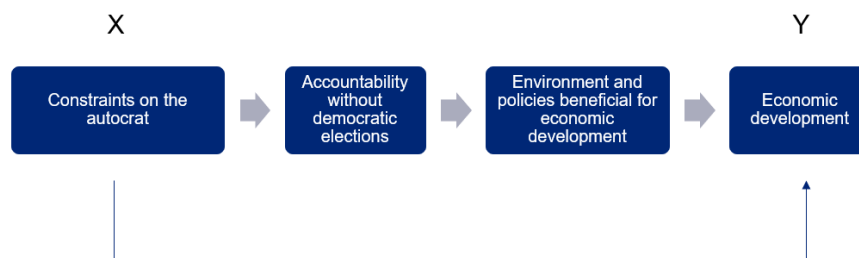 X
Y
Constraints on the
autocrat
Accountability
without
democratic
elections
Environment and
policies beneficial for
economic
development
Economic
development